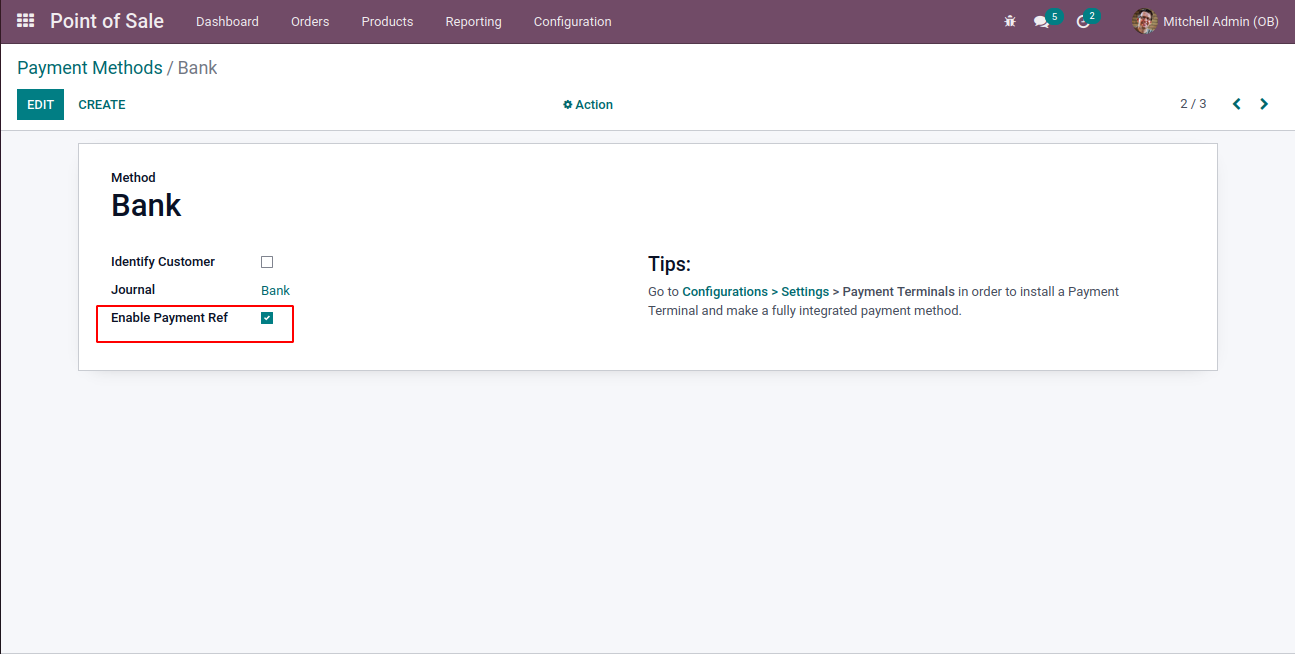 Point of Sale Dashboard Orders Products Reporting Configuration 5 2 Mitchell Admin (OB)
Payment Methods / Bank
EDIT CREATE Action 2 / 3
Method
Bank
Identify Customer
Journal Bank
Enable Payment Ref
Tips:
Go to Configurations > Settings > Payment Terminals in order to install a Payment
Terminal and make a fully integrated payment method.